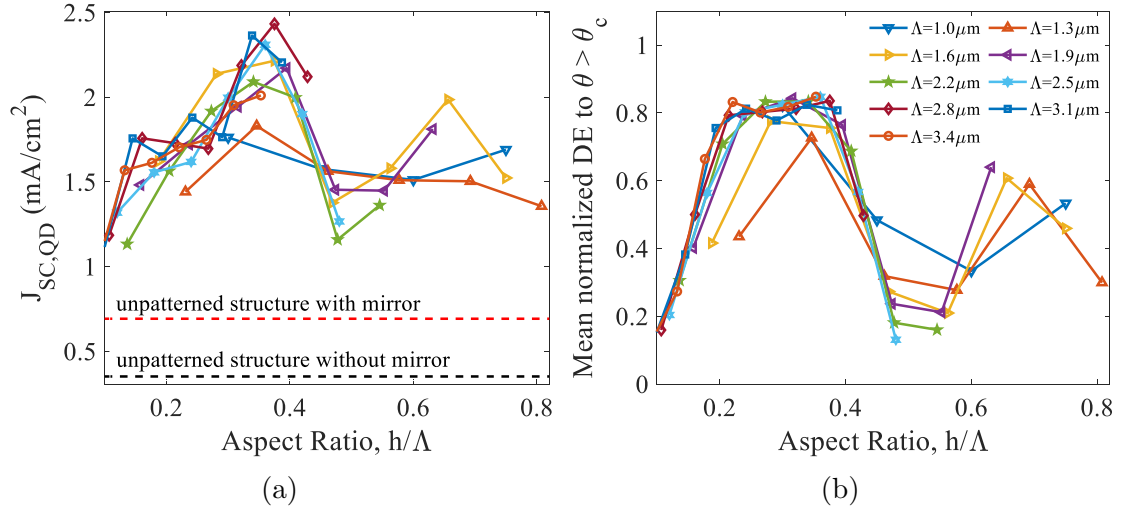 J_SC,QD (mA/cm^2)
2.5
2
1.5
1
0.5
unpatterned structure with mirror
unpatterned structure without mirror
0.2 0.4 0.6 0.8
Aspect Ratio, h/Λ
(a)
Mean normalized DE to θ > θ_c
1
0.8
0.6
0.4
0.2
0
Λ=1.0μm Λ=1.3μm
Λ=1.6μm Λ=1.9μm
Λ=2.2μm Λ=2.5μm
Λ=2.8μm Λ=3.1μm
Λ=3.4μm
0.2 0.4 0.6 0.8
Aspect Ratio, h/Λ
(b)